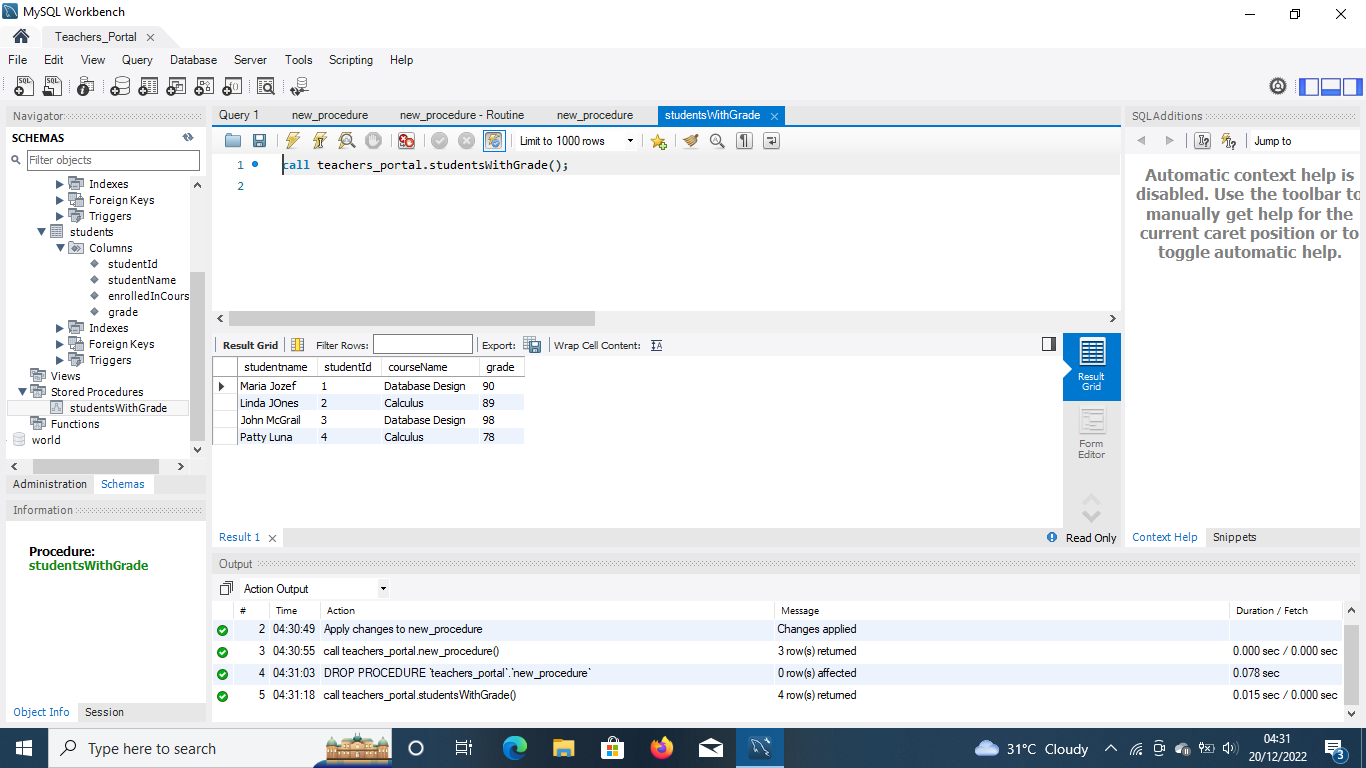 MySQL Workbench
Teachers_Portal
File Edit View Query Database Server Tools Scripting Help
Navigator
SCHEMAS
Filter objects
Indexes
Foreign Keys
Triggers
students
Columns
studentId
studentName
enrolledInCours
grade
Indexes
Foreign Keys
Triggers
Views
Stored Procedures
studentsWithGrade
Functions
world
Administration Schemas
Information
Procedure:
studentsWithGrade
Object Info Session
Query 1 new_procedure new_procedure - Routine new_procedure studentsWithGrade
Limit to 1000 rows
1 call teachers_portal.studentsWithGrade();
2
Result Grid Filter Rows: Export: Wrap Cell Content: IA
studentname studentId courseName grade
Maria Jozef 1 Database Design 90
Linda JOnes 2 Calculus 89
John McGrail 3 Database Design 98
Patty Luna 4 Calculus 78
Result
Grid
Form
Editor
Result 1
Read Only
SQLAdditions
Jump to
Automatic context help is
disabled. Use the toolbar to
manually get help for the
current caret position or to
toggle automatic help.
Context Help Snippets
Output
Action Output
# Time Action Message Duration / Fetch
2 04:30:49 Apply changes to new_procedure Changes applied
3 04:30:55 call teachers_portal.new_procedure() 3 row(s) returned 0.000 sec / 0.000 sec
4 04:31:03 DROP PROCEDURE `teachers_portal`.`new_procedure` 0 row(s) affected 0.078 sec
5 04:31:18 call teachers_portal.studentsWithGrade() 4 row(s) returned 0.015 sec / 0.000 sec
Type here to search
31°C Cloudy
04:31
20/12/2022
3